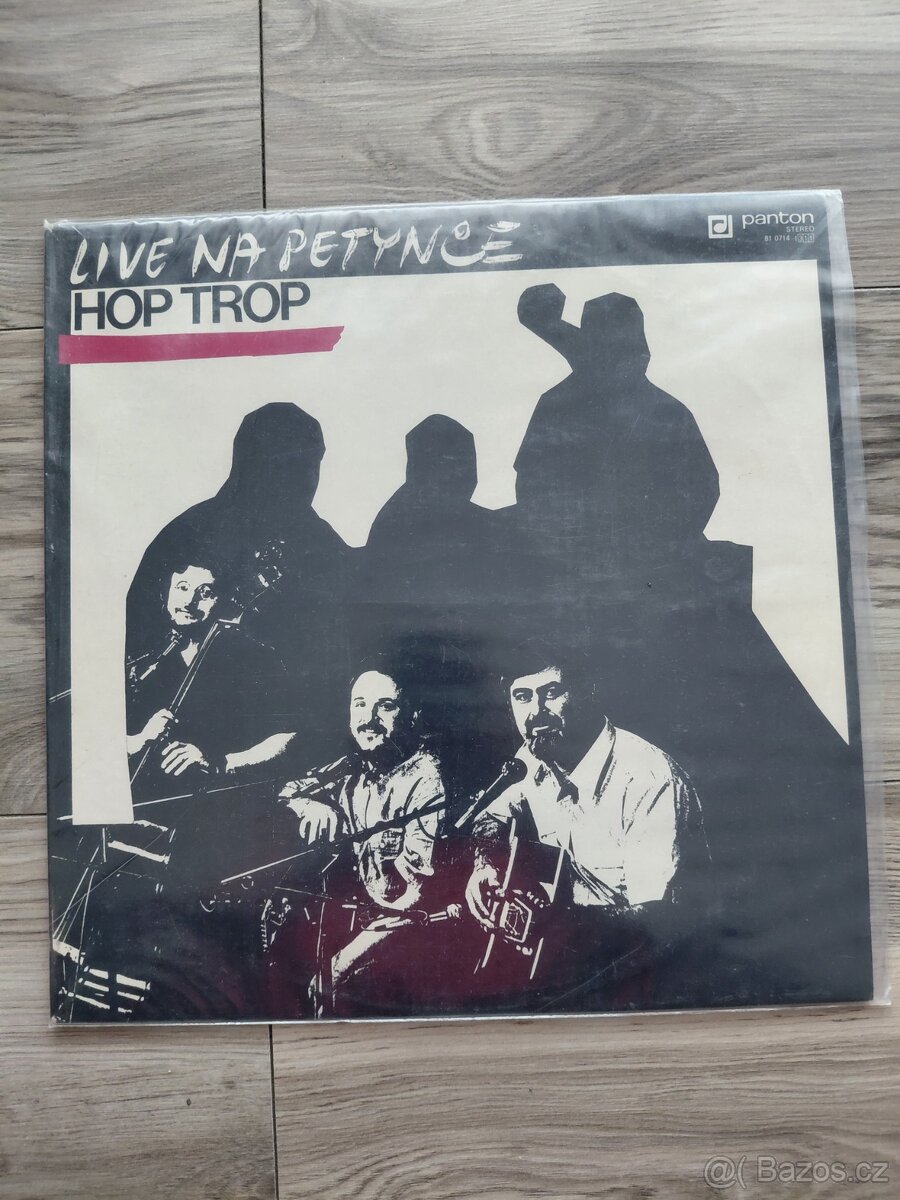 LIVE NA PETYNCE
HOP TROP
panton
STEREO
81 0714
@( Bazos.cz